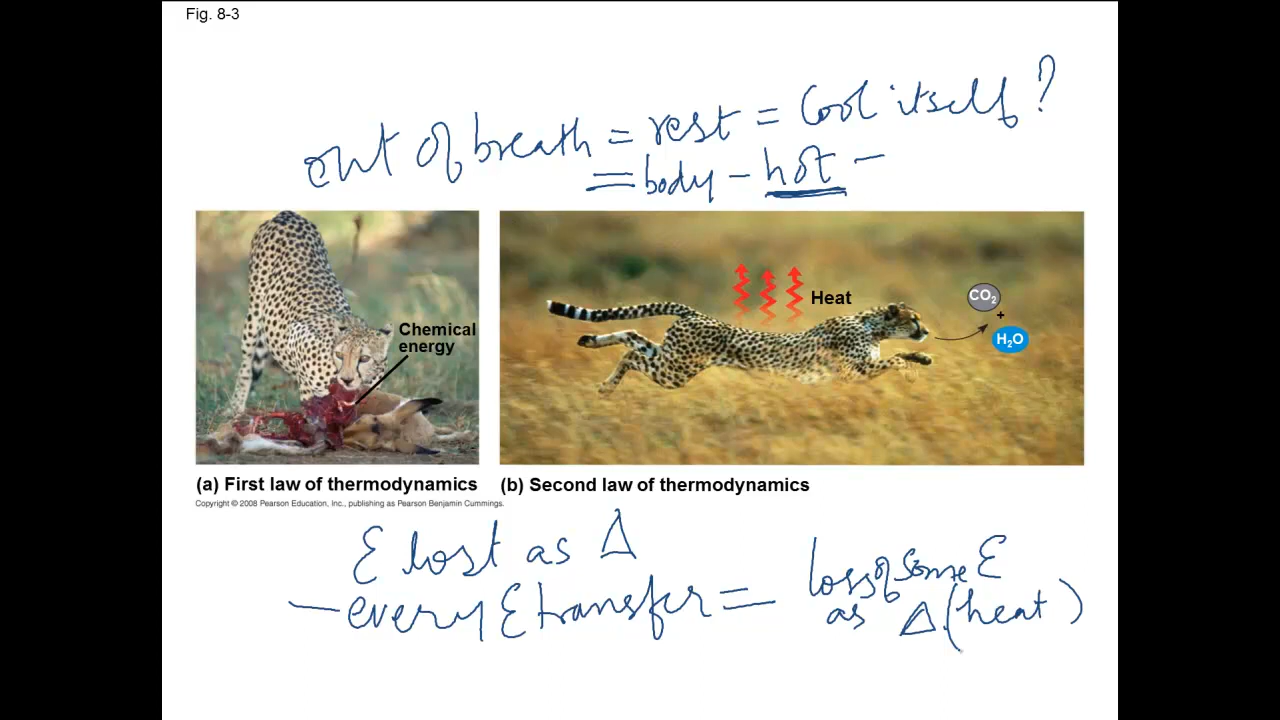 Fig. 8-3
out of breath = rest = Cool itself?
= body - hot -
Chemical
energy
Heat
CO₂
+
H₂O
(a) First law of thermodynamics
(b) Second law of thermodynamics
Copyright © 2008 Pearson Education, Inc., publishing as Pearson Benjamin Cummings.
E lost as Δ
- every E transfer = loss of some E
as Δ (heat)